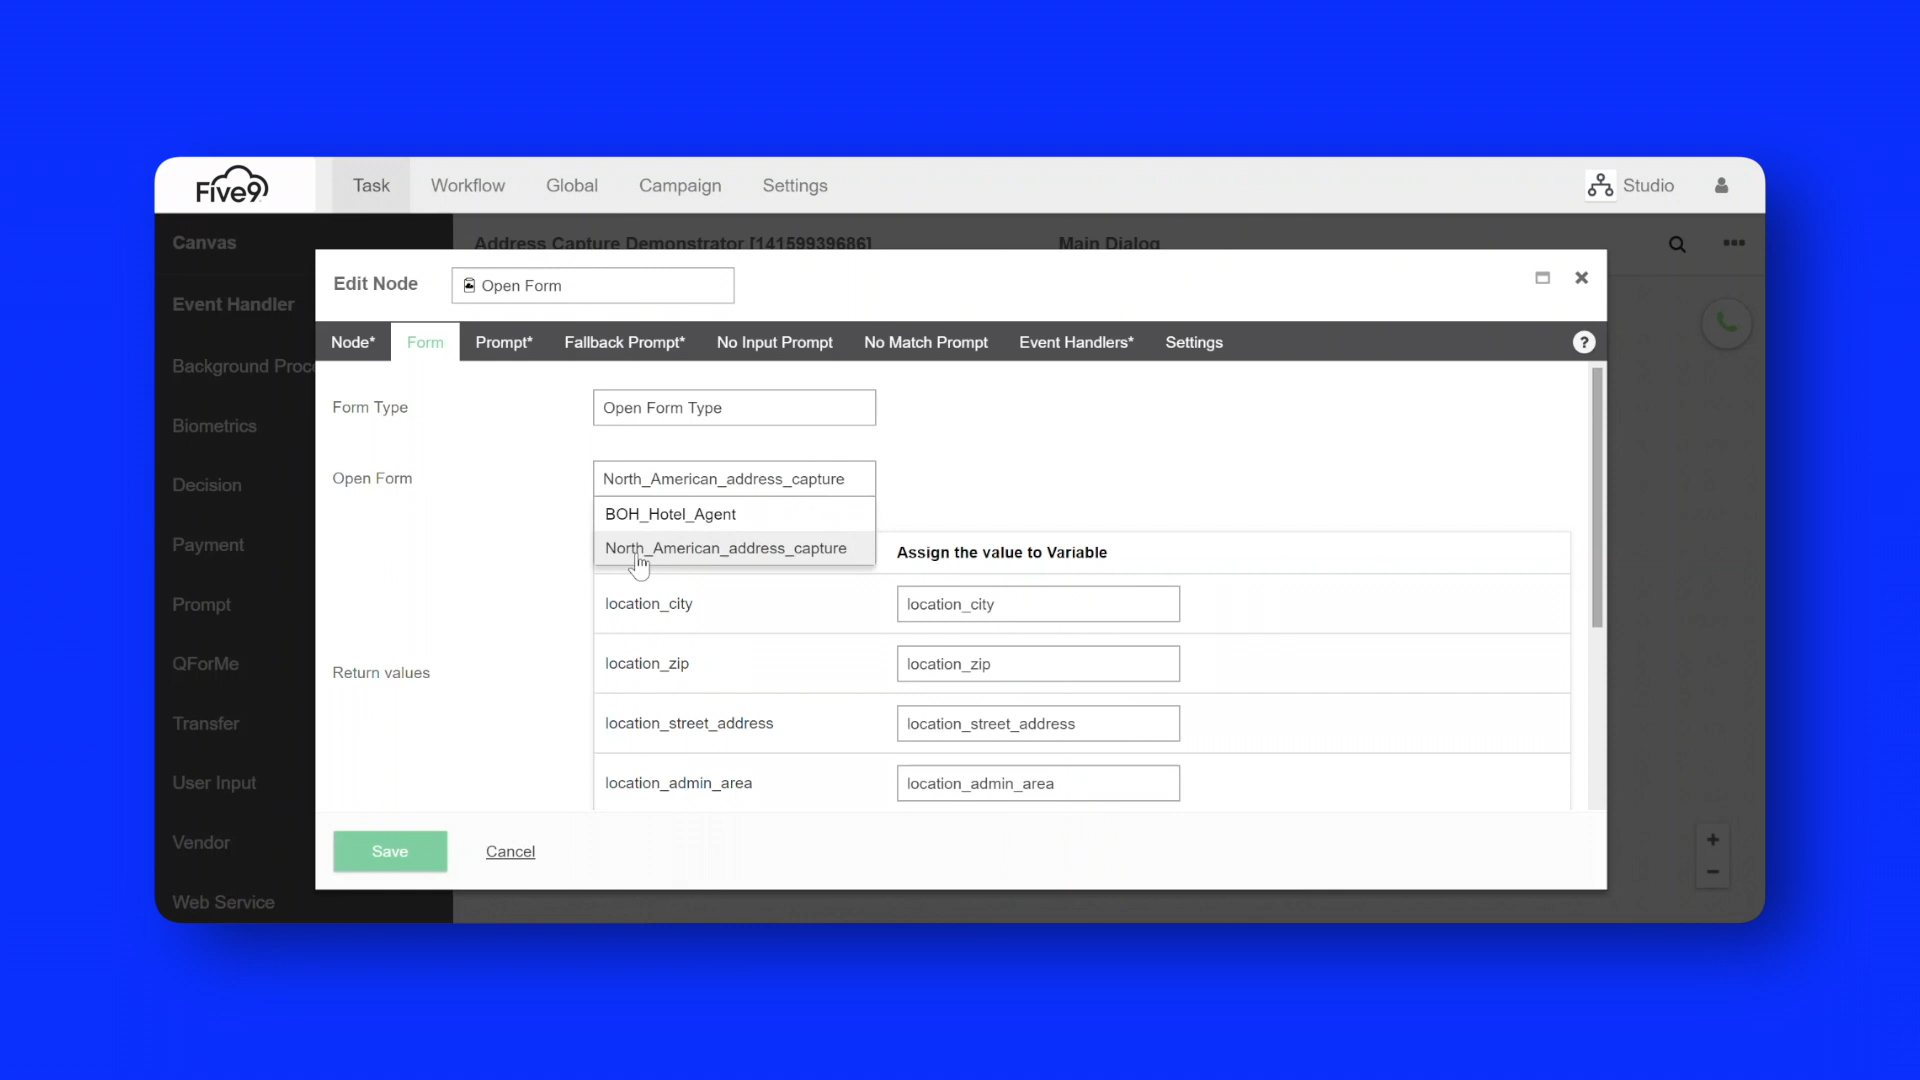 Five9
Task
Workflow
Global
Campaign
Settings
Studio
Canvas
Address Capture Demonstrator [14159939686]
Main Dialog
Edit Node
Open Form
Event Handler
Node*
Form
Prompt*
Fallback Prompt*
No Input Prompt
No Match Prompt
Event Handlers*
Settings
?
Background Proc
Form Type
Open Form Type
Biometrics
Open Form
North_American_address_capture
Decision
BOH_Hotel_Agent
North_American_address_capture
Assign the value to Variable
Payment
location_city
location_city
Prompt
location_zip
location_zip
QForMe
Return values
location_street_address
location_street_address
Transfer
location_admin_area
location_admin_area
User Input
Vendor
Save
Cancel
Web Service